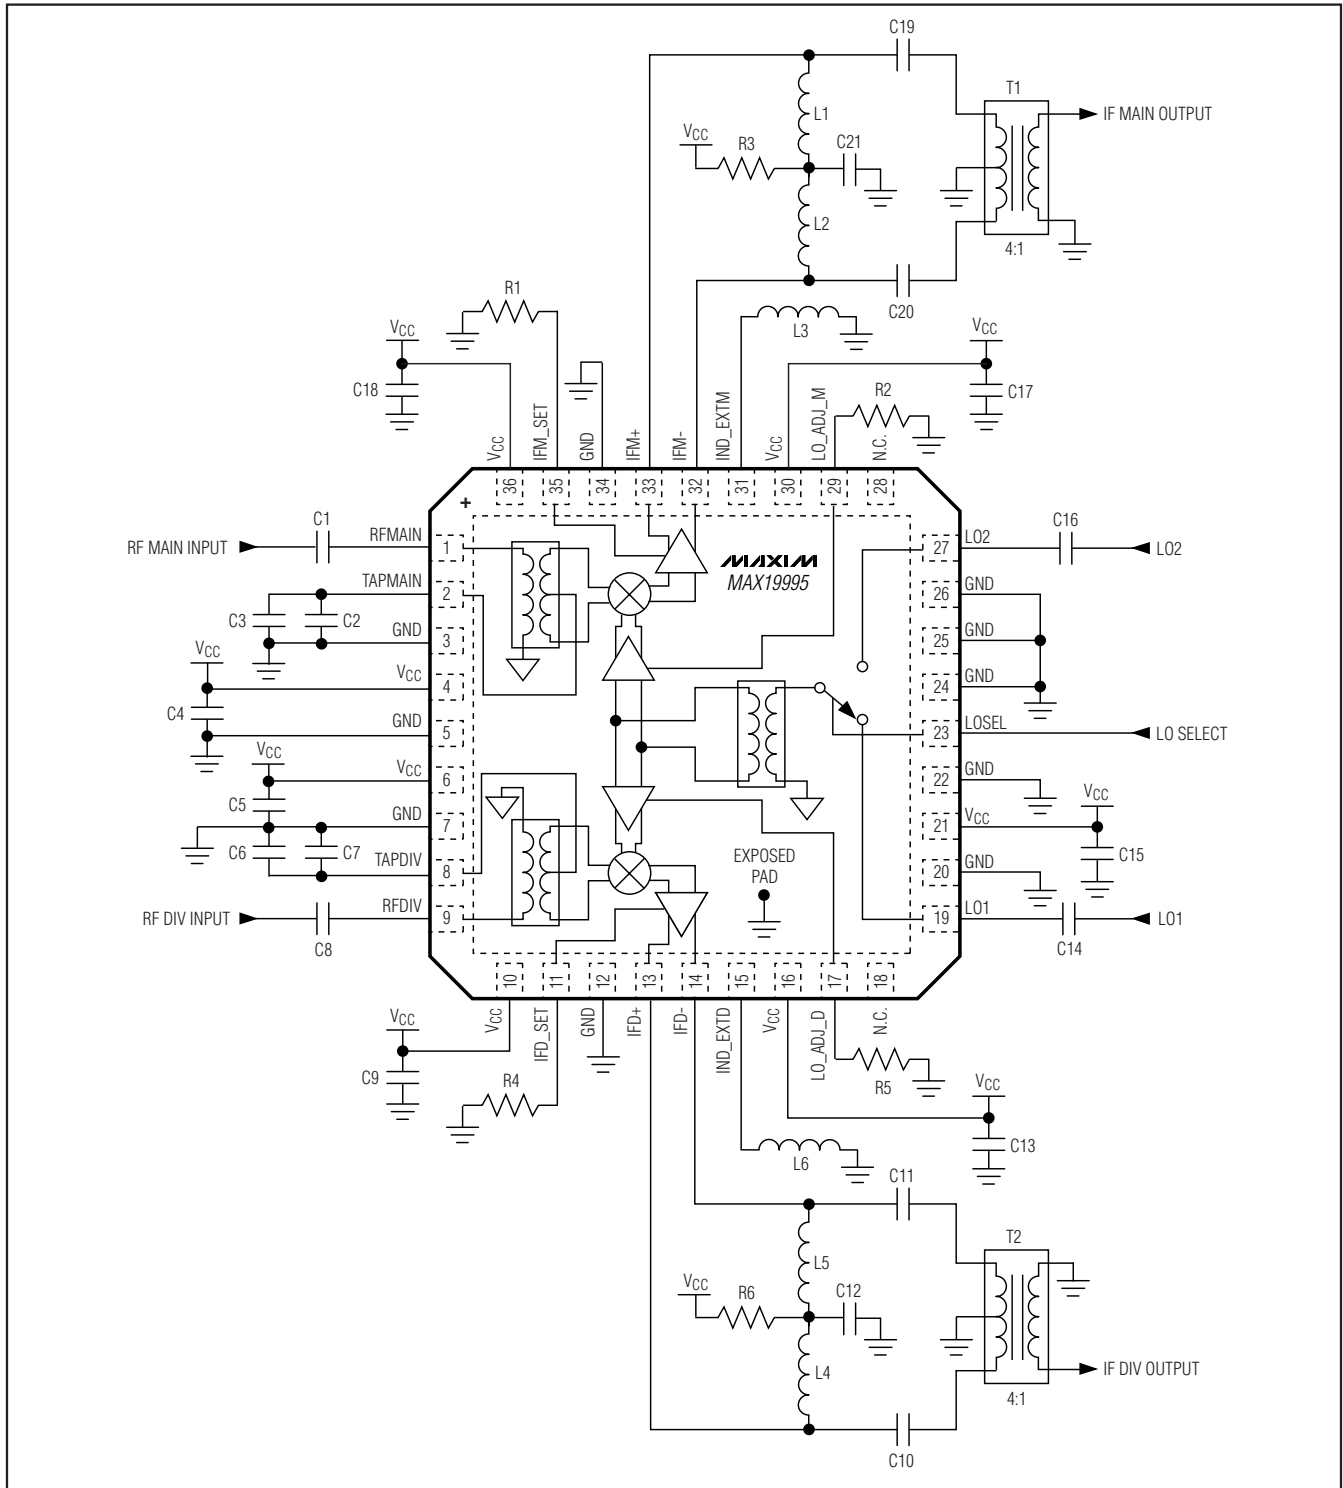 C19
T1
IF MAIN OUTPUT
L1
VCC
R3
C21
L2
4:1
C20
R1
L3
VCC
VCC
C18
C17
R2
VCC
IFM_SET
GND
IFM+
IFM-
IND_EXTM
VCC
LO_ADJ_M
N.C.
36
35
34
33
32
31
30
29
28
+
C1
RF MAIN INPUT
RFMAIN
1
MAXIM
MAX19995
27
LO2
C16
LO2
TAPMAIN
2
26
GND
C3
C2
GND
3
25
GND
VCC
VCC
4
24
GND
C4
GND
5
23
LOSEL
LO SELECT
VCC
VCC
6
22
GND
VCC
C5
GND
7
21
VCC
C6
C7
C15
TAPDIV
8
EXPOSED
PAD
20
GND
RF DIV INPUT
RFDIV
9
19
LO1
LO1
C8
C14
10
11
12
13
14
15
16
17
18
VCC
IFD_SET
GND
IFD+
IFD-
IND_EXTD
VCC
LO_ADJ_D
N.C.
VCC
C9
R4
R5
VCC
C13
L6
C11
T2
L5
VCC
R6
C12
L4
IF DIV OUTPUT
4:1
C10